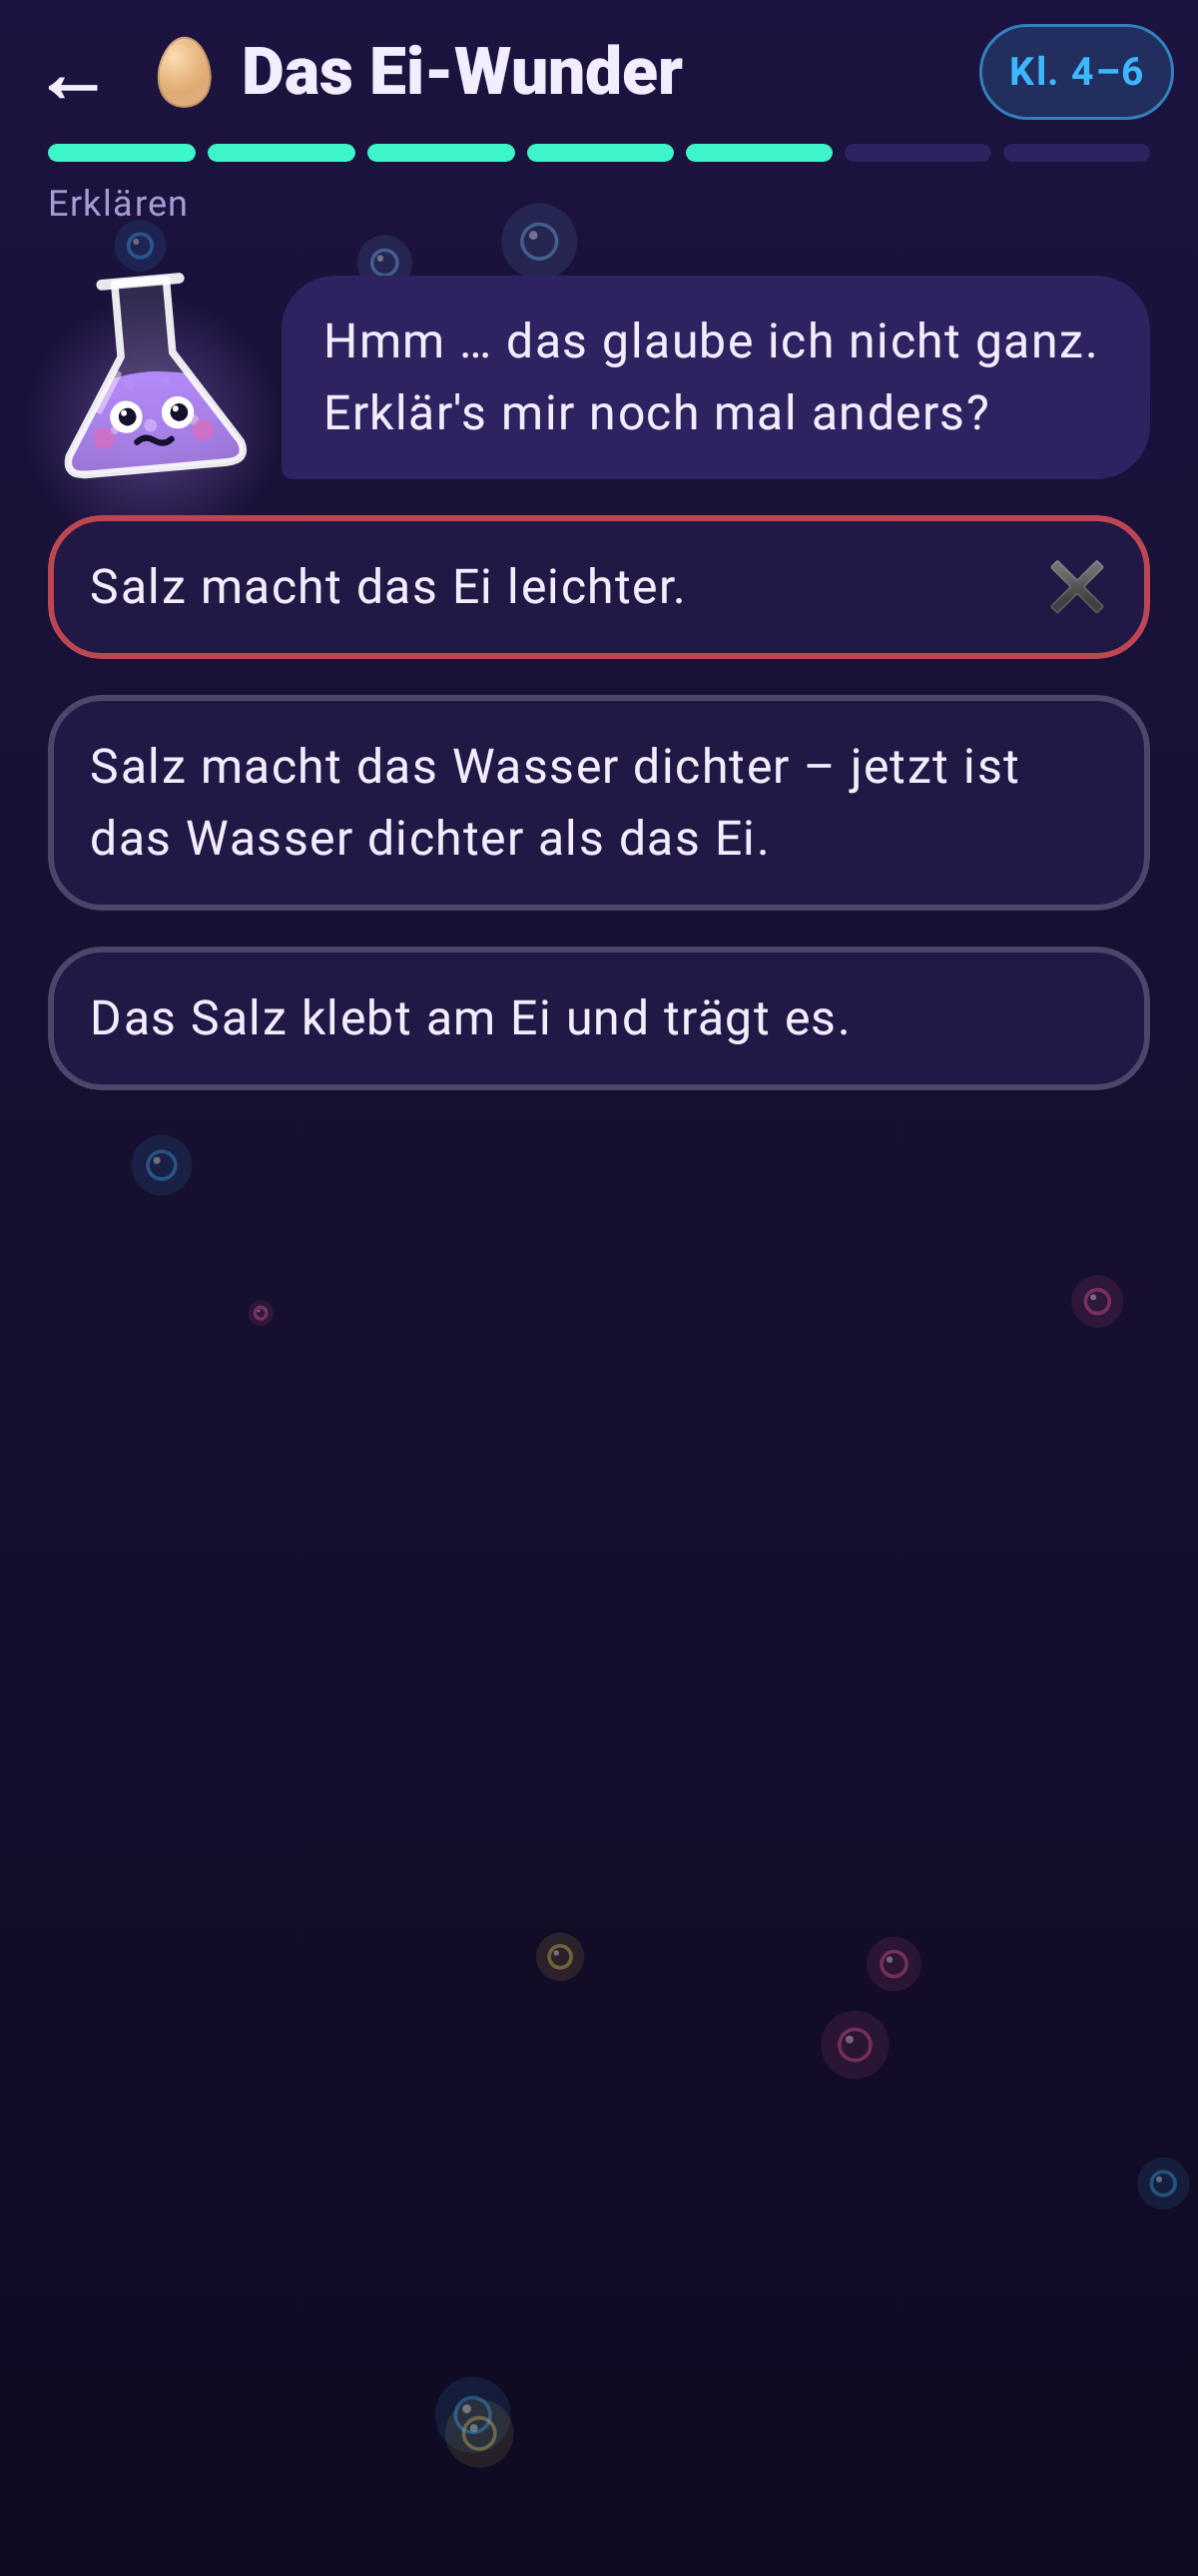 ← Das Ei-Wunder Kl. 4–6
Erklären
Hmm … das glaube ich nicht ganz.
Erklär's mir noch mal anders?
Salz macht das Ei leichter.
Salz macht das Wasser dichter – jetzt ist
das Wasser dichter als das Ei.
Das Salz klebt am Ei und trägt es.